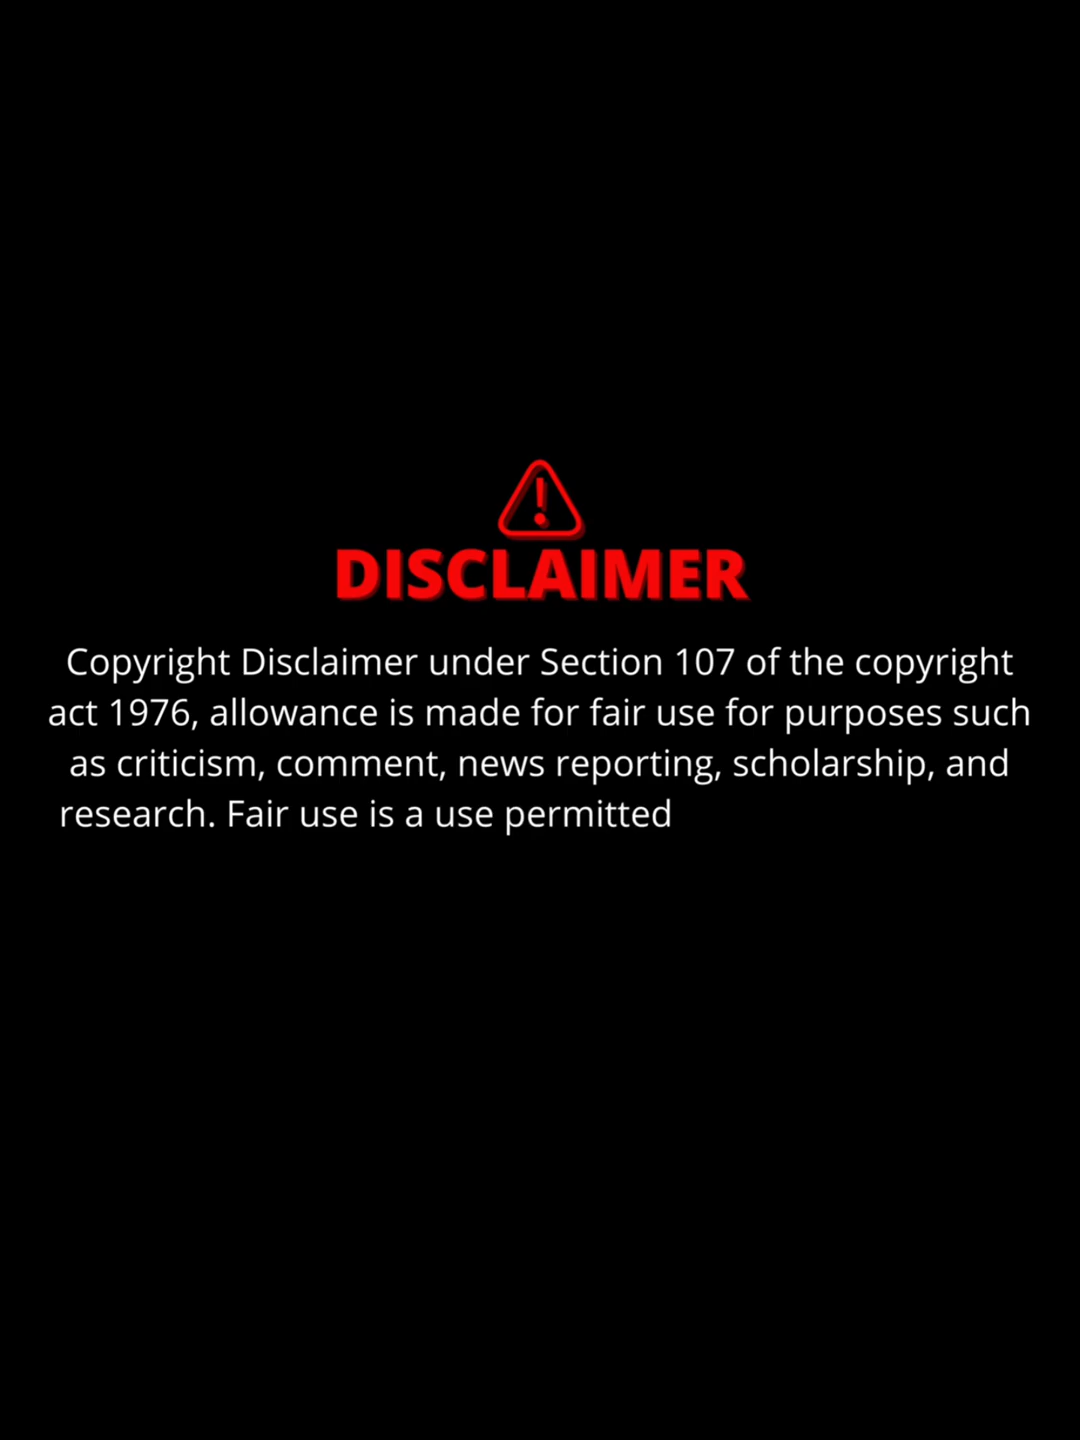 DISCLAIMER
Copyright Disclaimer under Section 107 of the copyright
act 1976, allowance is made for fair use for purposes such
as criticism, comment, news reporting, scholarship, and
research. Fair use is a use permitted